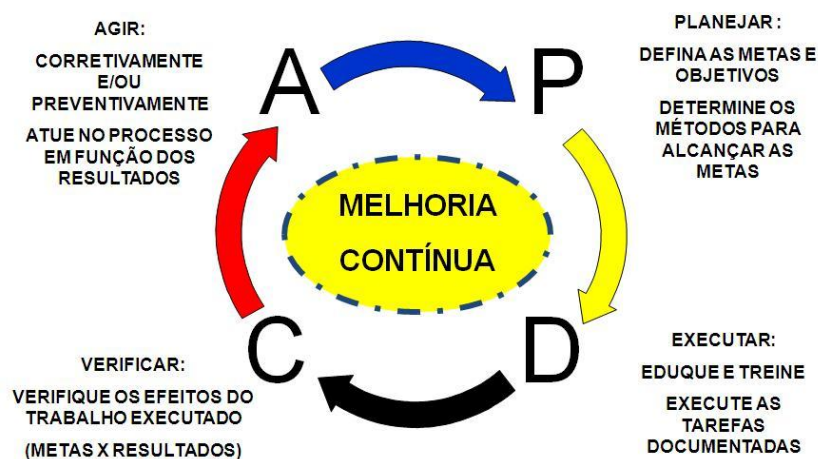 AGIR:
CORRETIVAMENTE
E/OU
PREVENTIVAMENTE
ATUE NO PROCESSO
EM FUNÇÃO DOS
RESULTADOS
A
P
PLANEJAR :
DEFINA AS METAS E
OBJETIVOS
DETERMINE OS
MÉTODOS PARA
ALCANÇAR AS
METAS
MELHORIA
CONTÍNUA
C
D
VERIFICAR:
VERIFIQUE OS EFEITOS DO
TRABALHO EXECUTADO
(METAS X RESULTADOS)
EXECUTAR:
EDUQUE E TREINE
EXECUTE AS
TAREFAS
DOCUMENTADAS